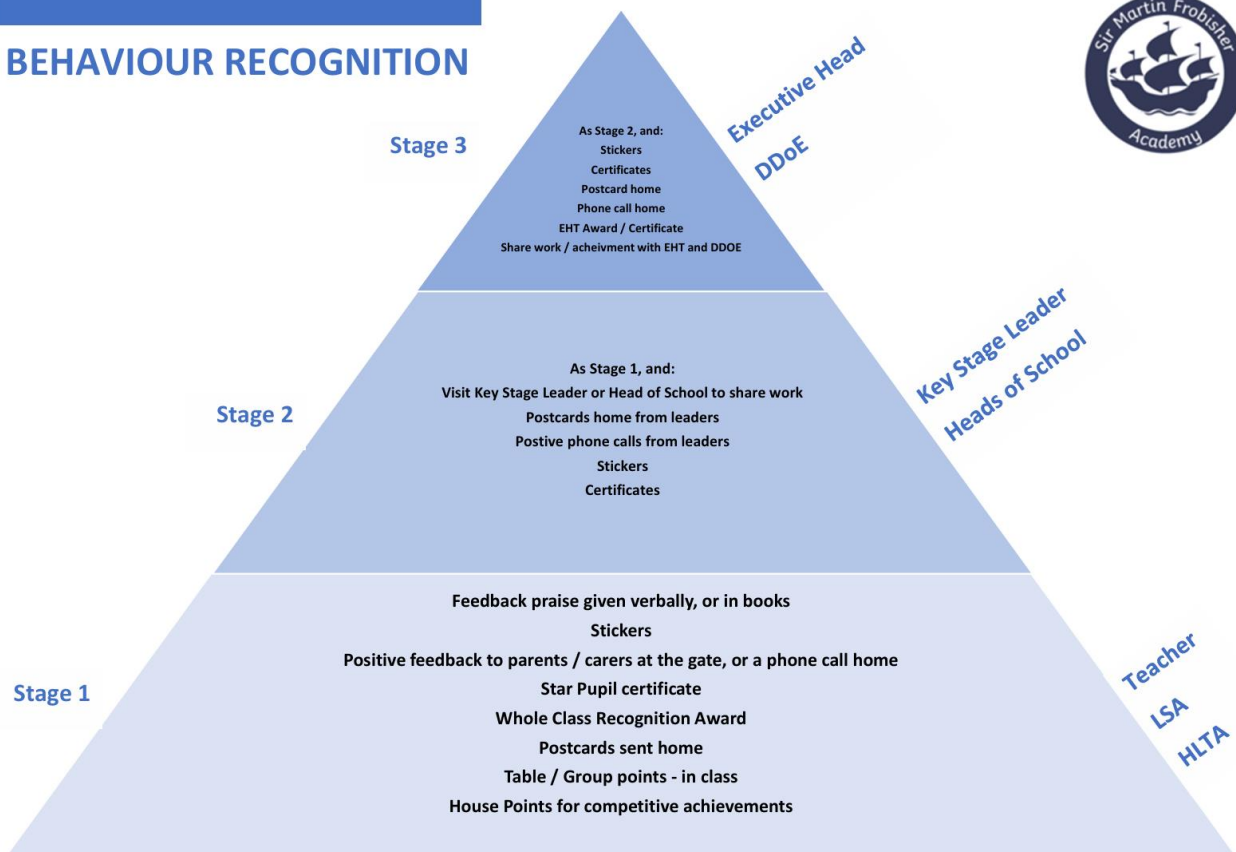 BEHAVIOUR RECOGNITION
Sir Martin Frobisher
Academy
Stage 3
As Stage 2, and:
Stickers
Certificates
Postcard home
Phone call home
EHT Award / Certificate
Share work / acheivment with EHT and DDOE
Executive Head
DDoE
Stage 2
As Stage 1, and:
Visit Key Stage Leader or Head of School to share work
Postcards home from leaders
Postive phone calls from leaders
Stickers
Certificates
Key Stage Leader
Heads of School
Stage 1
Feedback praise given verbally, or in books
Stickers
Positive feedback to parents / carers at the gate, or a phone call home
Star Pupil certificate
Whole Class Recognition Award
Postcards sent home
Table / Group points - in class
House Points for competitive achievements
Teacher
LSA
HLTA